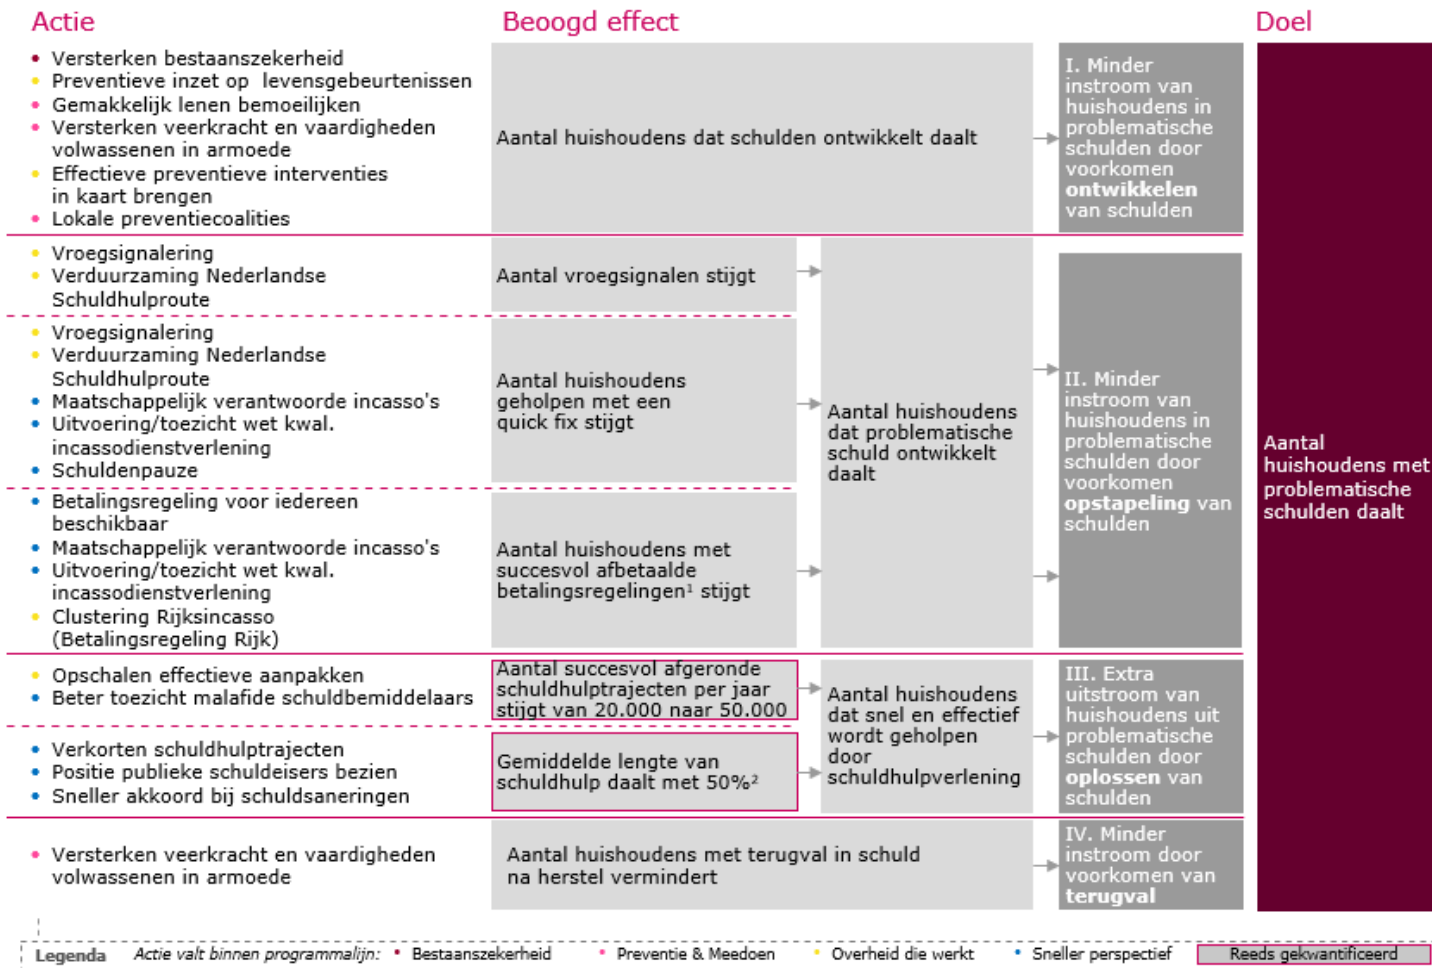 Actie
Beoogd effect
Doel
• Versterken bestaanszekerheid
• Preventieve inzet op levensgebeurtenissen
• Gemakkelijk lenen bemoeilijken
• Versterken veerkracht en vaardigheden
volwassenen in armoede
• Effectieve preventieve interventies
in kaart brengen
• Lokale preventiecoalities
Aantal huishoudens dat schulden ontwikkelt daalt
I. Minder
instroom van
huishoudens in
problematische
schulden door
voorkomen
ontwikkelen
van schulden
• Vroegsignalering
• Verduurzaming Nederlandse
Schuldhulproute
Aantal vroegsignalen stijgt
• Vroegsignalering
• Verduurzaming Nederlandse
Schuldhulproute
• Maatschappelijk verantwoorde incasso's
• Uitvoering/toezicht wet kwal.
incassodienstverlening
• Schuldenpauze
Aantal huishoudens
geholpen met een
quick fix stijgt
• Betalingsregeling voor iedereen
beschikbaar
• Maatschappelijk verantwoorde incasso's
• Uitvoering/toezicht wet kwal.
incassodienstverlening
• Clustering Rijksincasso
(Betalingsregeling Rijk)
Aantal huishoudens met
succesvol afbetaalde
betalingsregelingen¹ stijgt
Aantal huishoudens
dat problematische
schuld ontwikkelt
daalt
II. Minder
instroom van
huishoudens in
problematische
schulden door
voorkomen
opstapeling van
schulden
• Opschalen effectieve aanpakken
• Beter toezicht malafide schuldbemiddelaars
Aantal succesvol afgeronde
schuldhulptrajecten per jaar
stijgt van 20.000 naar 50.000
• Verkorten schuldhulptrajecten
• Positie publieke schuldeisers bezien
• Sneller akkoord bij schuldsaneringen
Gemiddelde lengte van
schuldhulp daalt met 50%²
Aantal huishoudens
dat snel en effectief
wordt geholpen
door
schuldhulpverlening
III. Extra
uitstroom van
huishoudens uit
problematische
schulden door
oplossen van
schulden
• Versterken veerkracht en vaardigheden
volwassenen in armoede
Aantal huishoudens met terugval in schuld
na herstel vermindert
IV. Minder
instroom door
voorkomen van
terugval
Aantal
huishoudens met
problematische
schulden daalt
Legenda
Actie valt binnen programmalijn:
• Bestaanszekerheid
• Preventie & Meedoen
• Overheid die werkt
• Sneller perspectief
Reeds gekwantificeerd